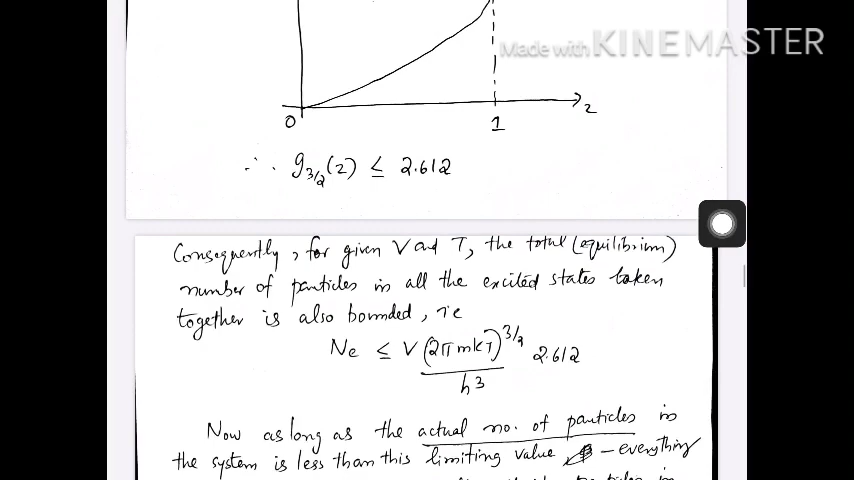 Made with KINEMASTER
0 1 z
∴ g3/2(z) ≤ 2.612
Consequently, for given V and T, the total (equilibrium)
number of particles in all the excited states taken
together is also bounded, ie
Ne ≤ V (2πmkT)^3/2 / h^3 2.612
Now as long as the actual no. of particles in
the system is less than this limiting value – everything
particles in